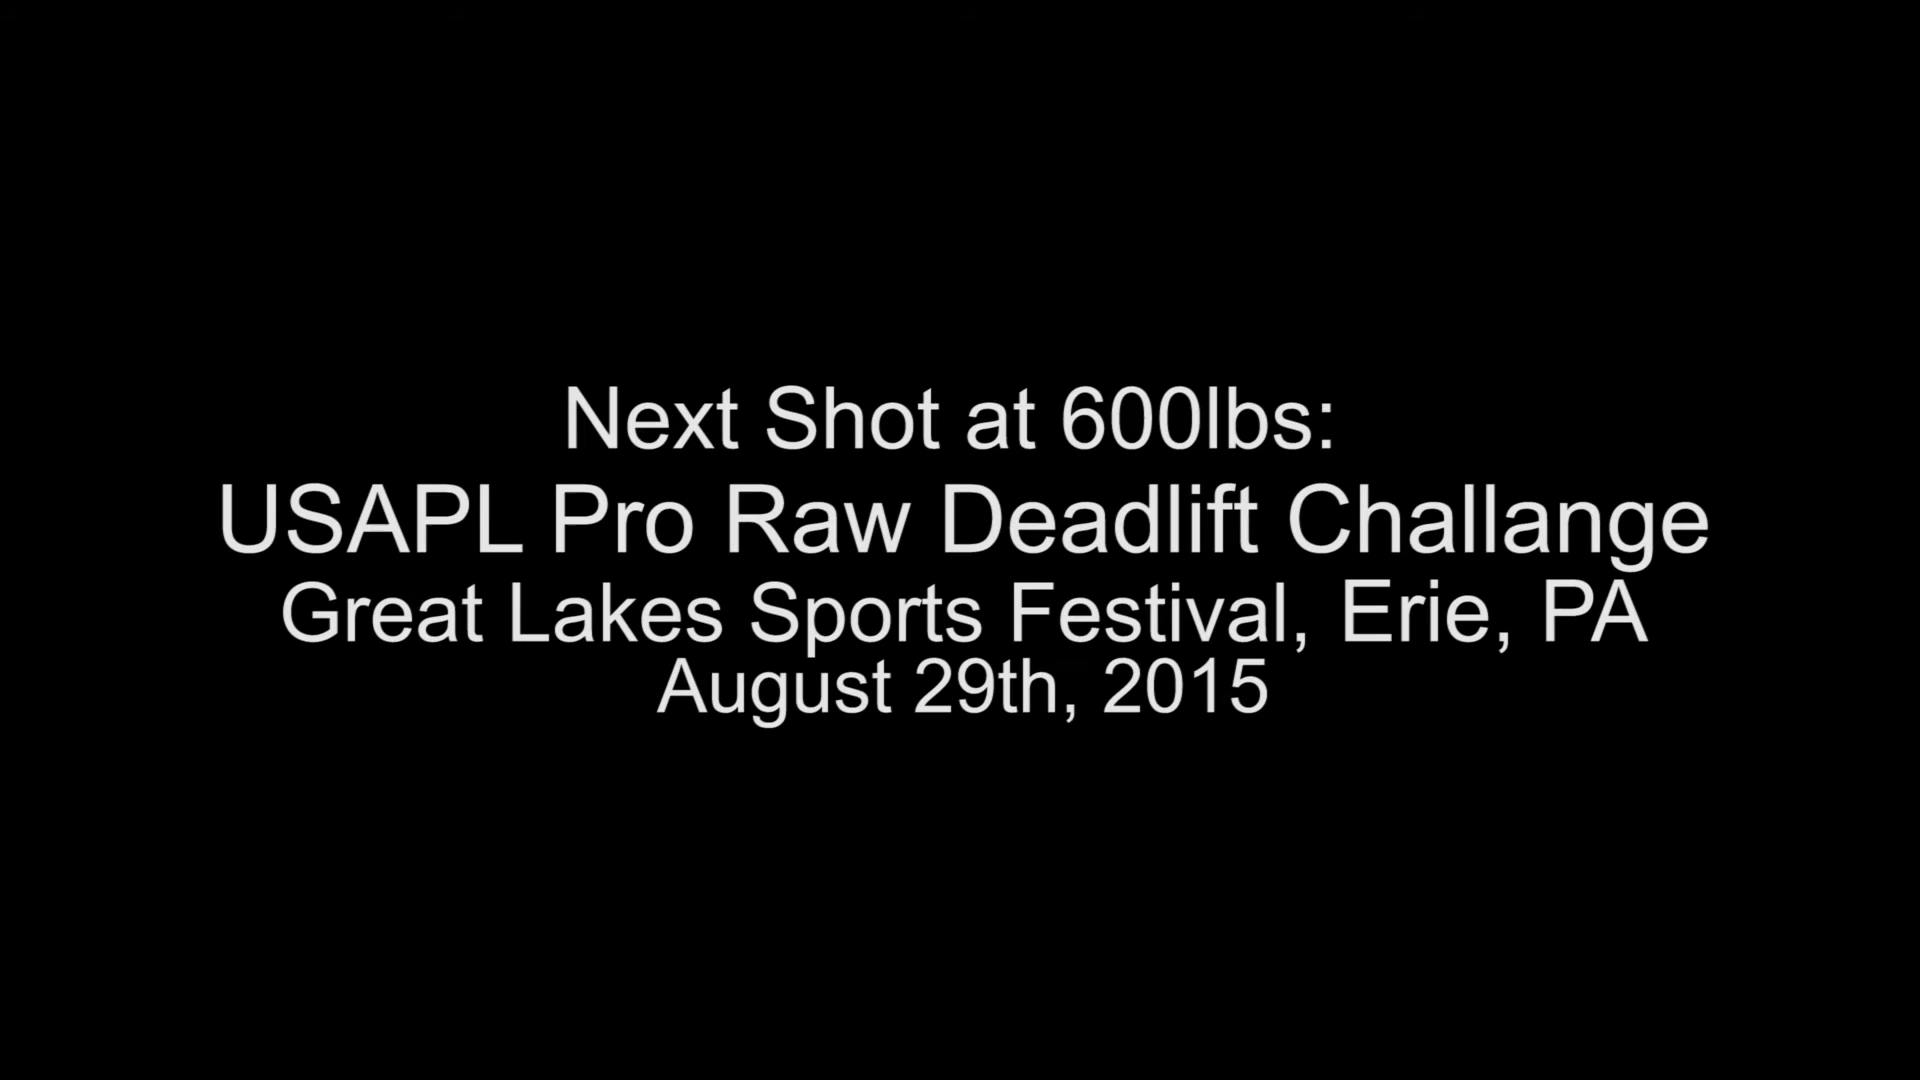 Next Shot at 600lbs:
USAPL Pro Raw Deadlift Challange
Great Lakes Sports Festival, Erie, PA
August 29th, 2015